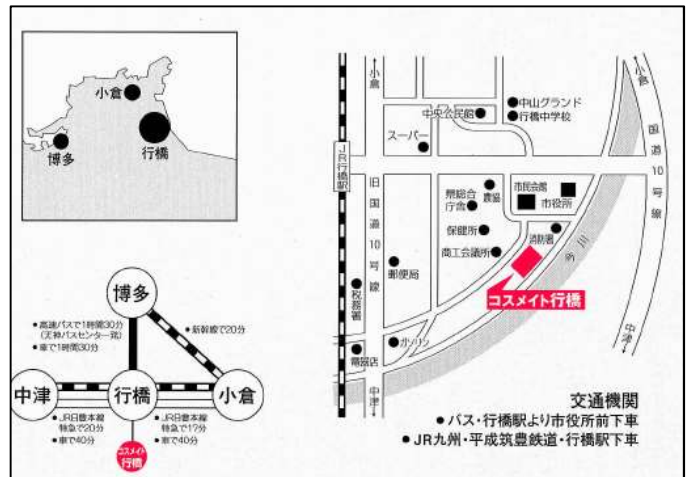 小倉
博多
行橋
博多
●高速バスで1時間30分
(天神バスセンター発)
●車で1時間30分
●新幹線で20分
中津
行橋
小倉
●JR日豊本線
特急で20分
●車で40分
●JR日豊本線
特急で17分
●車で40分
コスメイト
行橋
小倉
小倉
中央公民館
中山グランド
行橋中学校
スーパー
JR行橋駅
国道10号線
旧国道10号線
県総合
庁舎
農協
市民会館
市役所
保健所
消防署
商工会議所
今川
郵便局
税務署
コスメイト行橋
電器店
ガソリン
中津
中津
交通機関
●バス・行橋駅より市役所前下車
●JR九州・平成筑豊鉄道・行橋駅下車